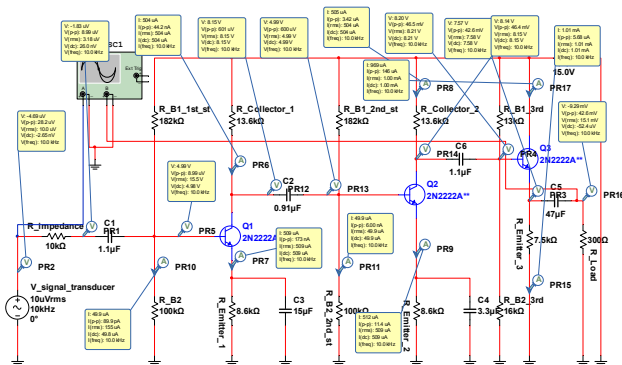 V: -1.83 uV
V(p-p): 8.99 uV
V(rms): 3.18 uV
V(dc): 26.0 nV
V(freq): 10.0 kHz
I: 504 uA
I(p-p): 44.2 nA
I(rms): 504 uA
I(dc): 504 uA
I(freq): 10.0 kHz
V: 8.15 V
V(p-p): 601 uV
V(rms): 8.15 V
V(dc): 8.15 V
V(freq): 10.0 kHz
V: 4.99 V
V(p-p): 600 uV
V(rms): 4.99 V
V(dc): 4.99 V
V(freq): 10.0 kHz
I: 505 uA
I(p-p): 3.42 uA
I(rms): 504 uA
I(dc): 504 uA
I(freq): 10.0 kHz
V: 8.20 V
V(p-p): 46.5 mV
V(rms): 8.21 V
V(dc): 8.21 V
V(freq): 10.0 kHz
V: 7.57 V
V(p-p): 42.6 mV
V(rms): 7.58 V
V(dc): 7.58 V
V(freq): 10.0 kHz
V: 8.14 V
V(p-p): 46.4 mV
V(rms): 8.15 V
V(dc): 8.15 V
V(freq): 10.0 kHz
I: 1.01 mA
I(p-p): 5.68 uA
I(rms): 1.01 mA
I(dc): 1.01 mA
I(freq): 10.0 kHz
SC1
Ext Trig
15.0V
I: 969 uA
I(p-p): 146 uA
I(rms): 1.00 mA
I(dc): 1.00 mA
I(freq): 10.0 kHz
PR8
PR17
R_B1_1st_st
182kΩ
R_Collector_1
13.6kΩ
R_B1_2nd_st
182kΩ
R_Collector_2
13.6kΩ
R_B1_3rd
13kΩ
V: -4.69 uV
V(p-p): 28.2 uV
V(rms): 10.0 uV
V(dc): -2.65 nV
V(freq): 10.0 kHz
V: 4.99 V
V(p-p): 8.99 uV
V(rms): 15.5 V
V(dc): 4.98 V
V(freq): 10.0 kHz
PR6
C6
1.1µF
PR14
PR4
Q3
2N2222A**
V: -9.29 mV
V(p-p): 42.6 mV
V(rms): 15.1 mV
V(dc): -52.4 uV
V(freq): 10.0 kHz
C2
0.91µF
PR12
PR13
Q2
2N2222A**
C5
47µF
PR3
PR16
R_Impedance
10kΩ
C1
1.1µF
PR1
PR5
Q1
2N2222A**
I: 49.9 uA
I(p-p): 6.00 nA
I(rms): 49.9 uA
I(dc): 49.9 uA
I(freq): 10.0 kHz
R_Emitter_3
7.5kΩ
300Ω
R_Load
PR2
PR10
PR7
I: 509 uA
I(p-p): 173 nA
I(rms): 509 uA
I(dc): 509 uA
I(freq): 10.0 kHz
PR11
PR9
PR15
V_signal_transducer
10uVrms
10kHz
0°
R_B2
100kΩ
R_Emitter_1
8.6kΩ
C3
15µF
R_B2_2nd_st
100kΩ
R_Emitter_2
8.6kΩ
C4
3.3µF
R_B2_3rd
16kΩ
I: 49.9 uA
I(p-p): 89.9 pA
I(rms): 155 uA
I(dc): 49.8 uA
I(freq): 10.0 kHz
I: 512 uA
I(p-p): 11.4 uA
I(rms): 509 uA
I(dc): 509 uA
I(freq): 10.0 kHz